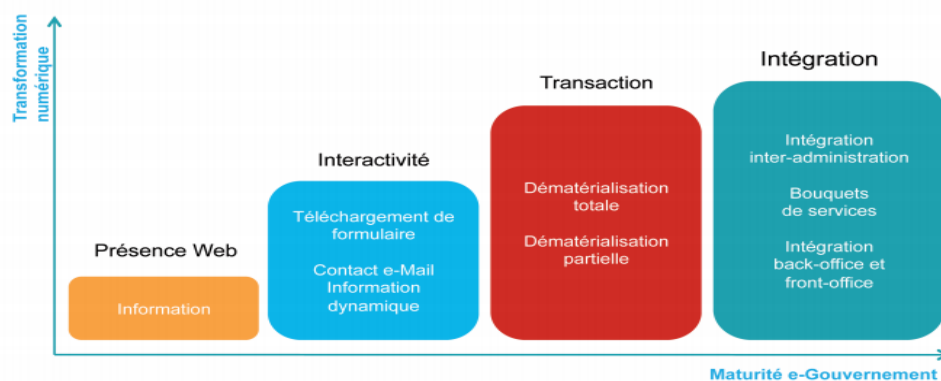 Transformation
numérique
Présence Web
Information
Interactivité
Téléchargement de
formulaire
Contact e-Mail
Information
dynamique
Transaction
Dématérialisation
totale
Dématérialisation
partielle
Intégration
Intégration
inter-administration
Bouquets
de services
Intégration
back-office et
front-office
Maturité e-Gouvernement